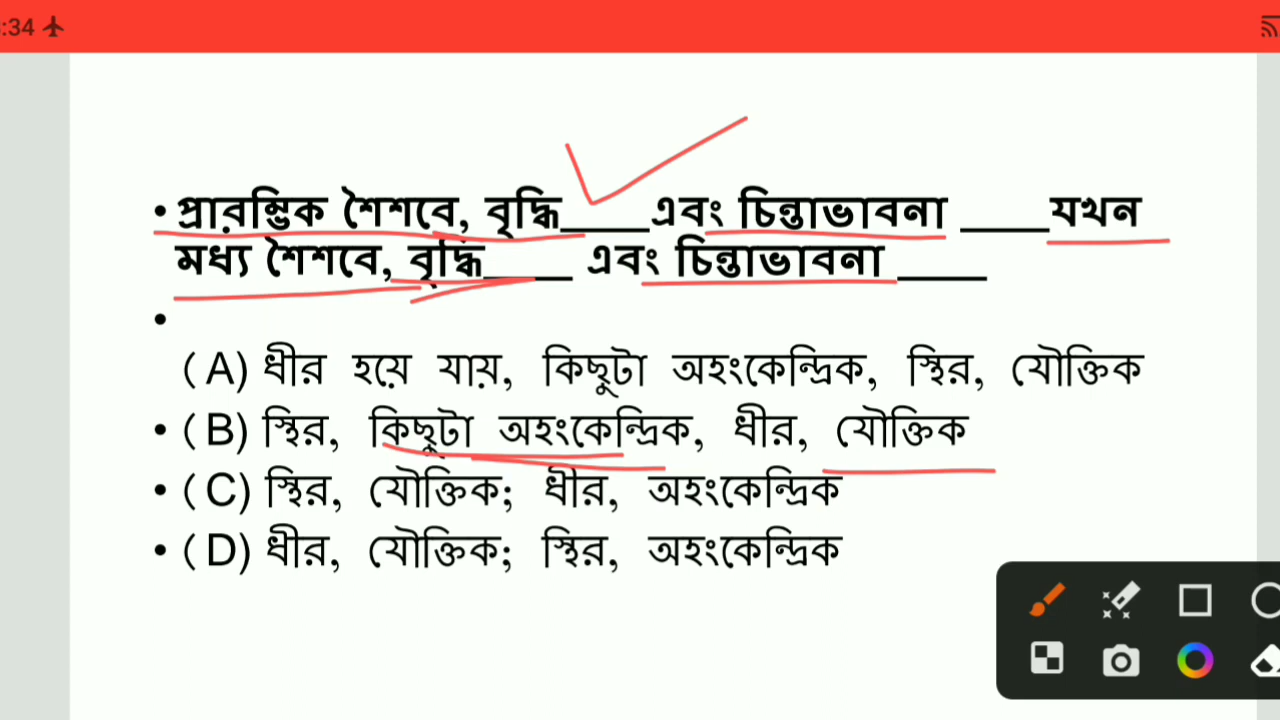 :34
• প্রারম্ভিক শৈশবে, বৃদ্ধি____এবং চিন্তাভাবনা ____যখন
মধ্য শৈশবে, বৃদ্ধি____ এবং চিন্তাভাবনা ____
•
(A) ধীর হয়ে যায়, কিছুটা অহংকেন্দ্রিক, স্থির, যৌক্তিক
• (B) স্থির, কিছুটা অহংকেন্দ্রিক, ধীর, যৌক্তিক
• (C) স্থির, যৌক্তিক; ধীর, অহংকেন্দ্রিক
• (D) ধীর, যৌক্তিক; স্থির, অহংকেন্দ্রিক